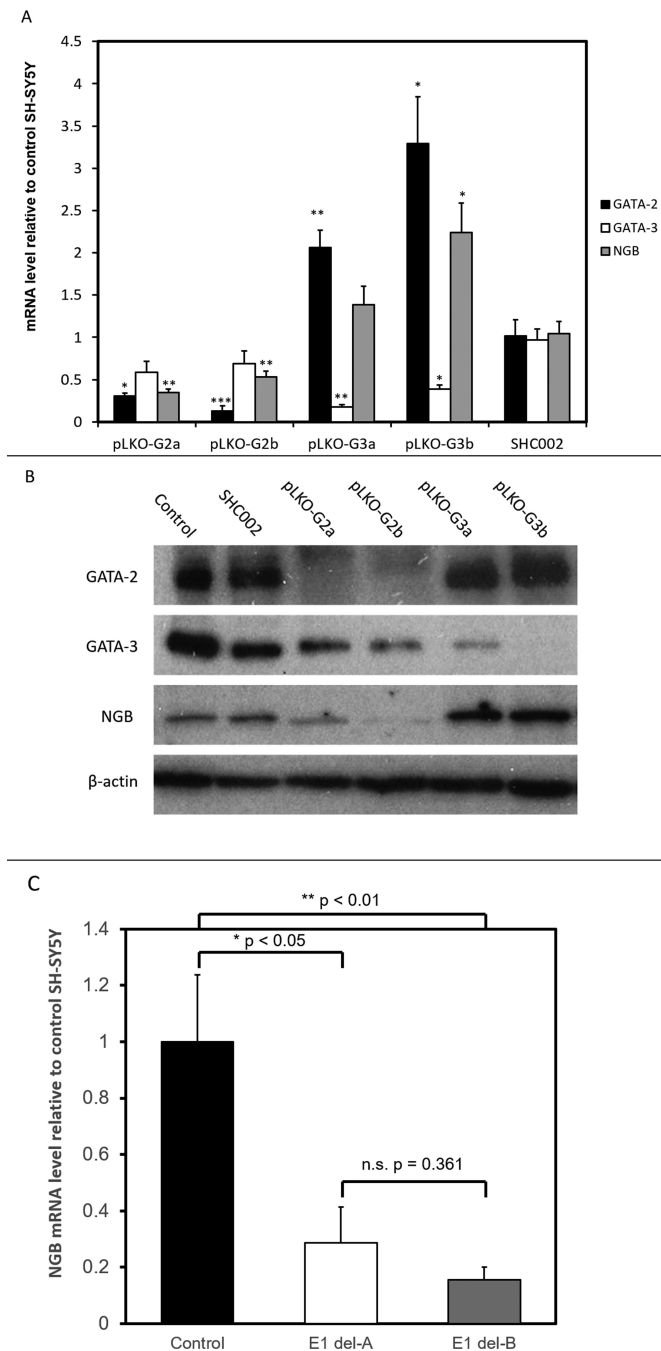 A
mRNA level relative to control SH-SY5Y
4.5
4
3.5
3
2.5
2
1.5
1
0.5
0
* ** *** ** ** ** * * *
GATA-2
GATA-3
NGB
pLKO-G2a pLKO-G2b pLKO-G3a pLKO-G3b SHC002
B
Control SHC002 pLKO-G2a pLKO-G2b pLKO-G3a pLKO-G3b
GATA-2
GATA-3
NGB
β-actin
C
NGB mRNA level relative to control SH-SY5Y
** p < 0.01
* p < 0.05
n.s. p = 0.361
1.4
1.2
1
0.8
0.6
0.4
0.2
0
Control E1 del-A E1 del-B